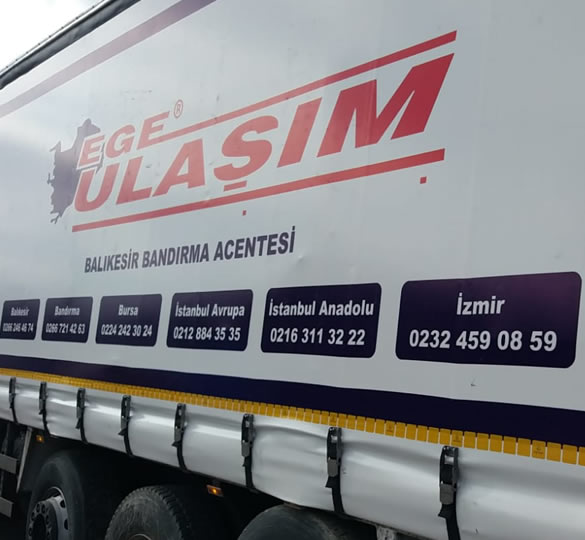 EGE®
ULAŞIM
BALIKESİR BANDIRMA ACENTESİ
Balıkesir
0266 246 46 74
Bandırma
0266 721 42 63
Bursa
0224 242 30 24
İstanbul Avrupa
0212 884 35 35
İstanbul Anadolu
0216 311 32 22
İzmir
0232 459 08 59